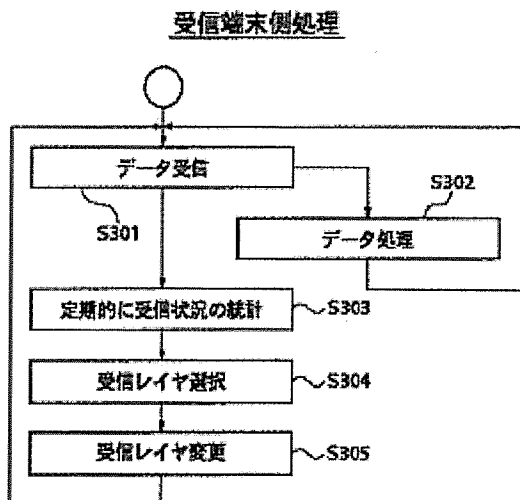 受信端末側処理
データ受信
S301
S302
データ処理
定期的に受信状況の統計
S303
受信レイヤ選択
S304
受信レイヤ変更
S305